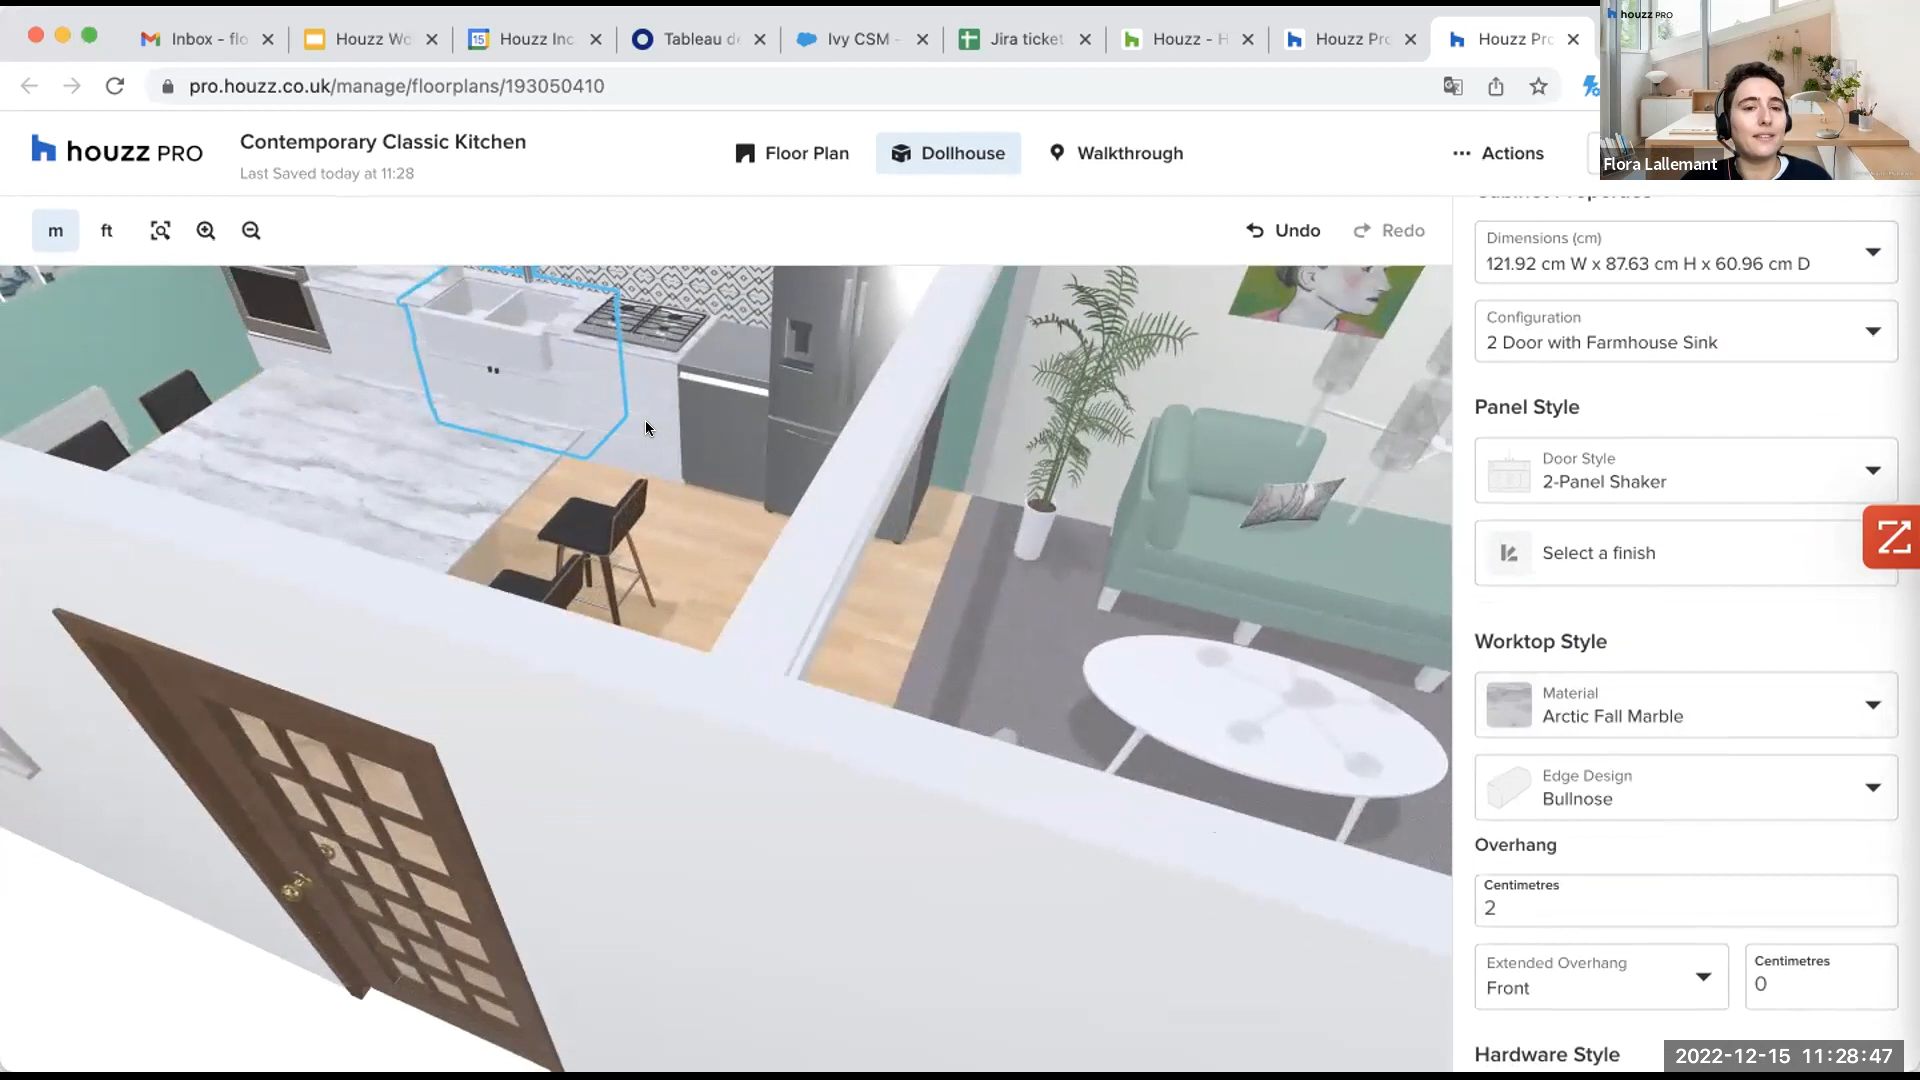 Inbox - flo
Houzz Wo
15
Houzz Inc
Tableau de
Ivy CSM -
Jira ticket
Houzz - H
Houzz Pro
Houzz Pro
pro.houzz.co.uk/manage/floorplans/193050410
houzz PRO
Flora Lallemant
houzz PRO
Contemporary Classic Kitchen
Last Saved today at 11:28
Floor Plan
Dollhouse
Walkthrough
Actions
m
ft
Undo
Redo
Dimensions (cm)
121.92 cm W x 87.63 cm H x 60.96 cm D
Configuration
2 Door with Farmhouse Sink
Panel Style
Door Style
2-Panel Shaker
Select a finish
Worktop Style
Material
Arctic Fall Marble
Edge Design
Bullnose
Overhang
Centimetres
2
Extended Overhang
Front
Centimetres
0
Hardware Style
2022-12-15 11:28:47